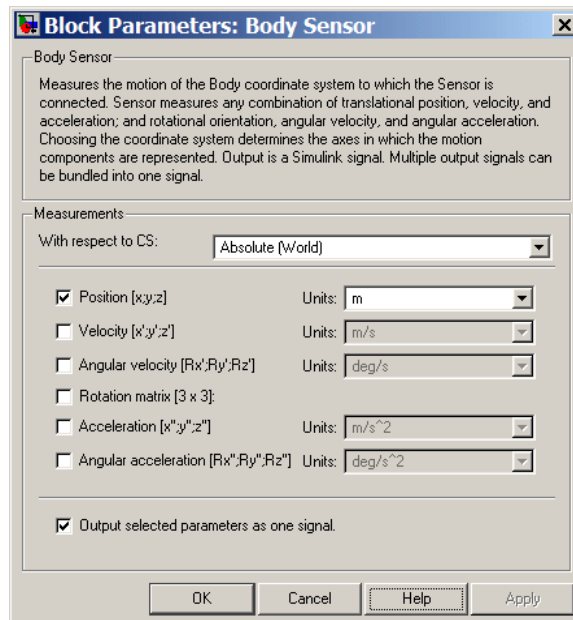 Block Parameters: Body Sensor
Body Sensor
Measures the motion of the Body coordinate system to which the Sensor is
connected. Sensor measures any combination of translational position, velocity, and
acceleration; and rotational orientation, angular velocity, and angular acceleration.
Choosing the coordinate system determines the axes in which the motion
components are represented. Output is a Simulink signal. Multiple output signals can
be bundled into one signal.
Measurements
With respect to CS: Absolute (World)
Position [x;y;z] Units: m
Velocity [x';y';z'] Units: m/s
Angular velocity [Rx';Ry';Rz'] Units: deg/s
Rotation matrix [3 x 3]:
Acceleration [x";y";z"] Units: m/s^2
Angular acceleration [Rx";Ry";Rz"] Units: deg/s^2
Output selected parameters as one signal.
OK Cancel Help Apply